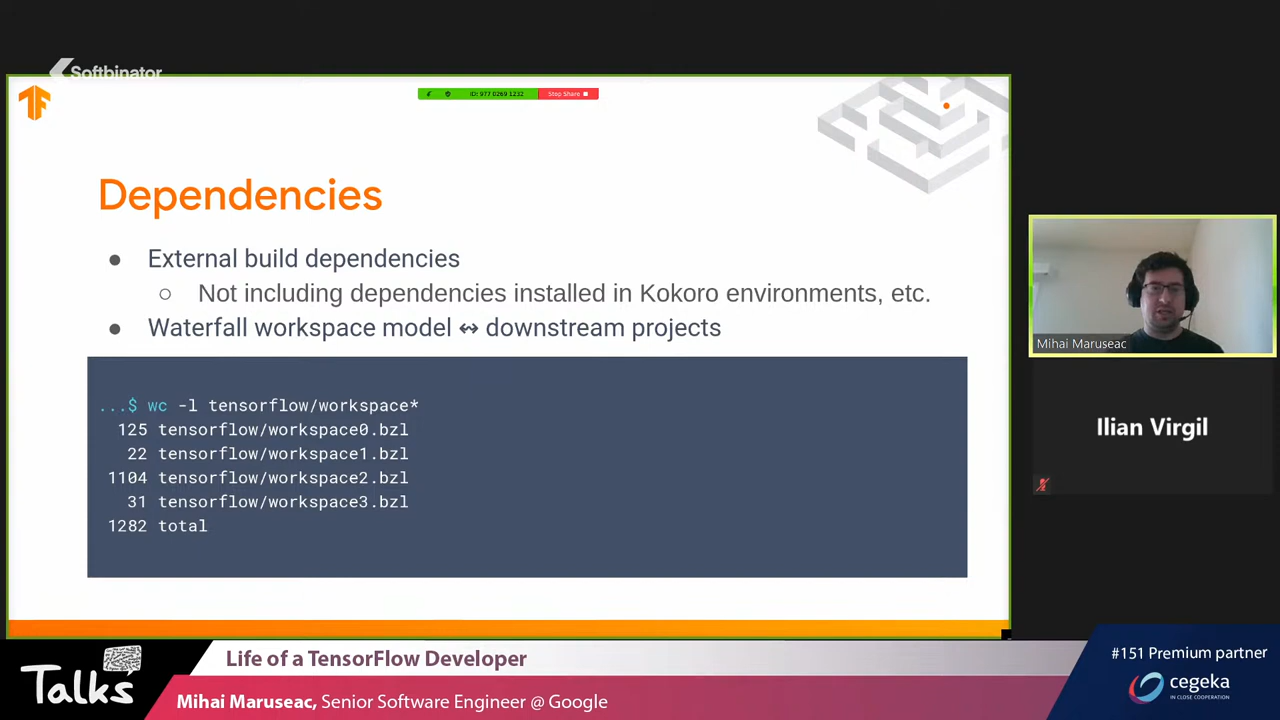 Softbinator
ID: 977 0269 1232
Stop Share
Dependencies
● External build dependencies
○ Not including dependencies installed in Kokoro environments, etc.
● Waterfall workspace model ↔ downstream projects
...$ wc -l tensorflow/workspace*
125 tensorflow/workspace0.bzl
22 tensorflow/workspace1.bzl
1104 tensorflow/workspace2.bzl
31 tensorflow/workspace3.bzl
1282 total
Mihai Maruseac
Ilian Virgil
Talks
Life of a TensorFlow Developer
Mihai Maruseac, Senior Software Engineer @ Google
#151 Premium partner
cegeka
IN CLOSE COOPERATION